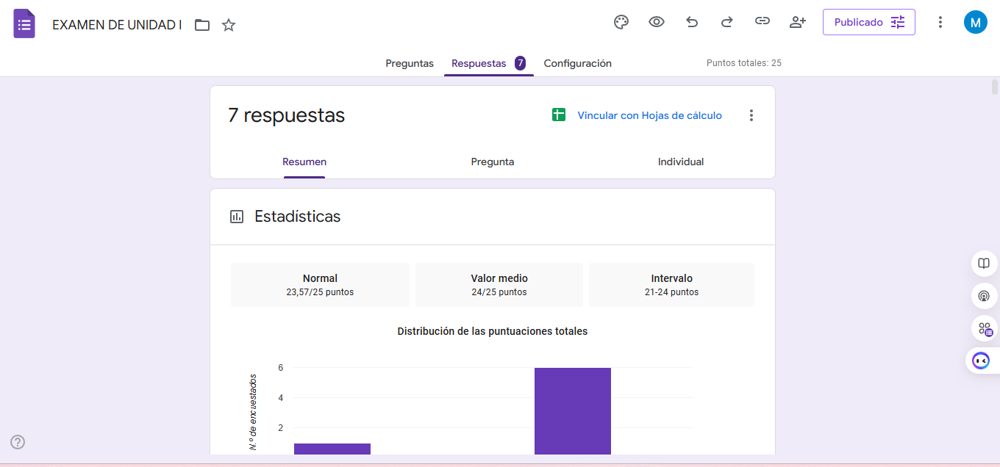 EXAMEN DE UNIDAD I
Publicado
M
Preguntas
Respuestas 7
Configuración
Puntos totales: 25
7 respuestas
Vincular con Hojas de cálculo
Resumen
Pregunta
Individual
Estadísticas
Normal
23,57/25 puntos
Valor medio
24/25 puntos
Intervalo
21-24 puntos
Distribución de las puntuaciones totales
N.º de encuestados
6
4
2